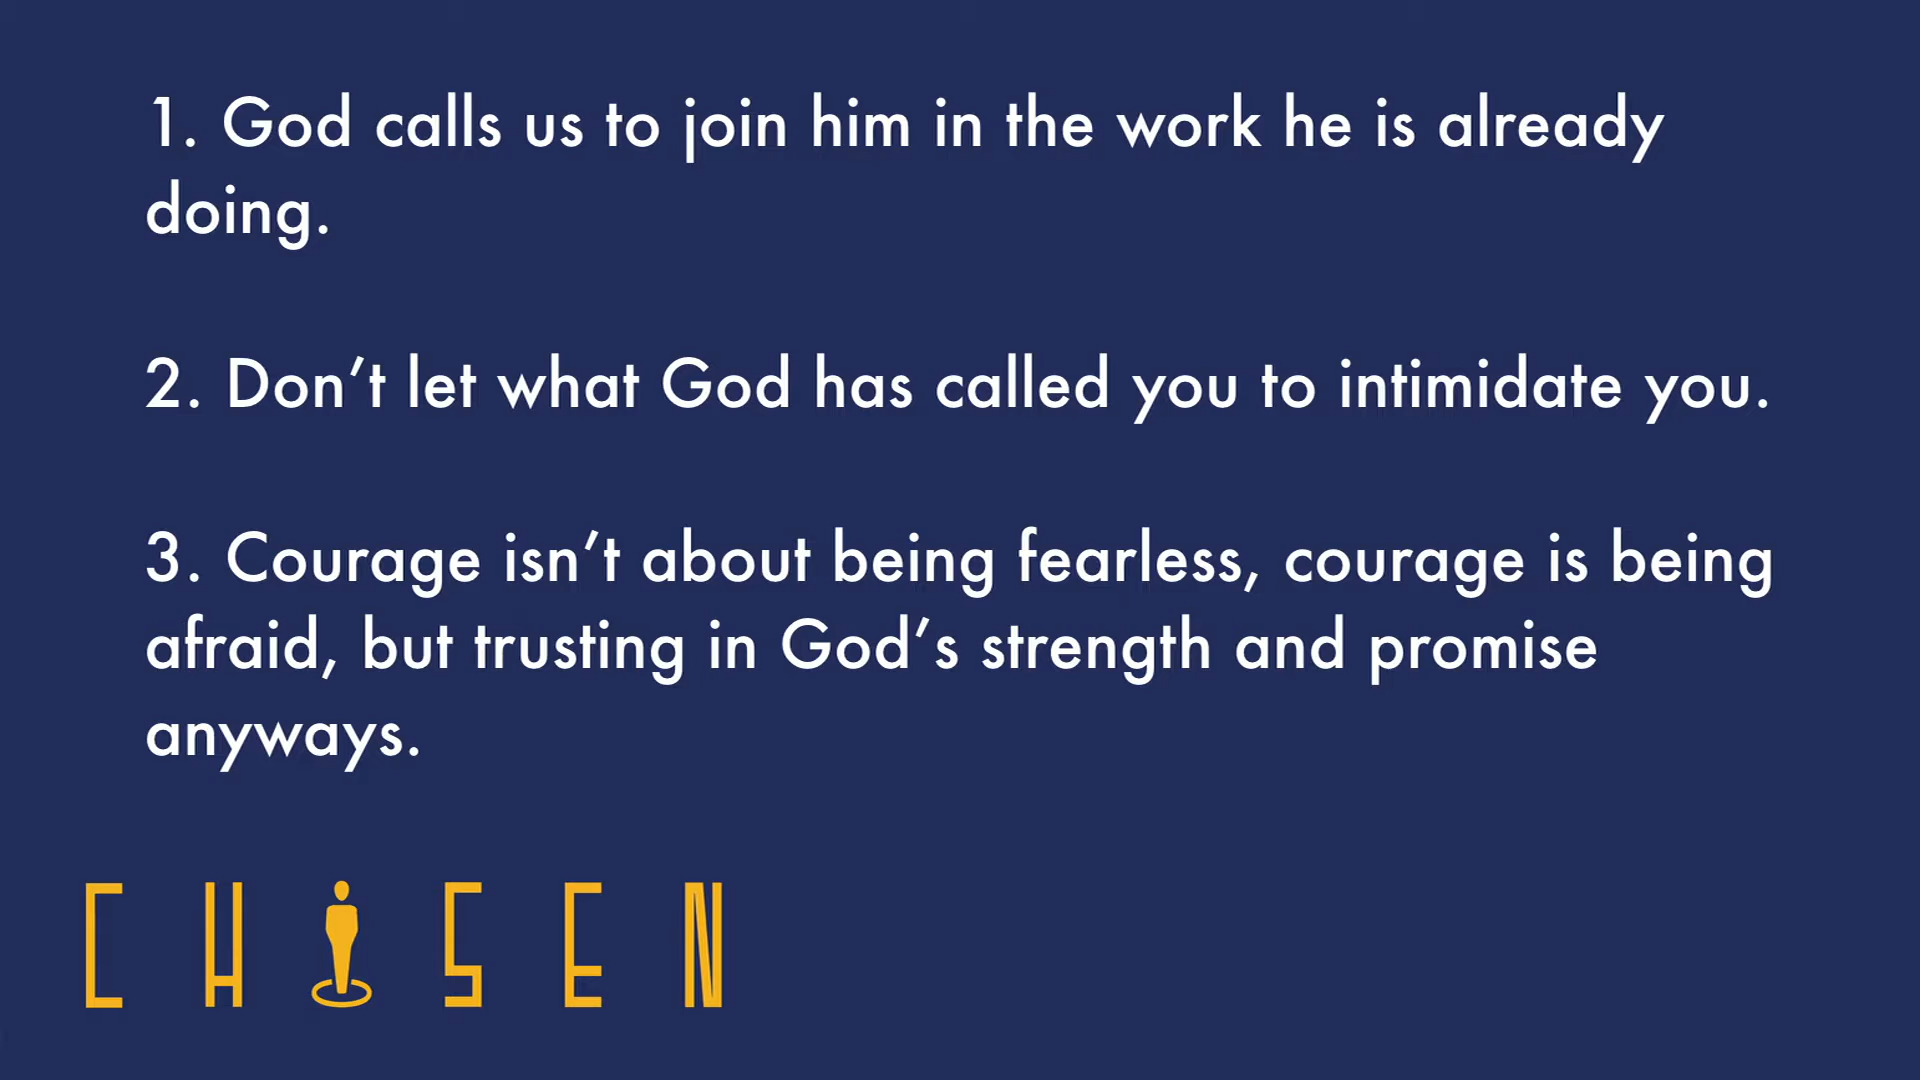 1. God calls us to join him in the work he is already
doing.
2. Don’t let what God has called you to intimidate you.
3. Courage isn’t about being fearless, courage is being
afraid, but trusting in God’s strength and promise
anyways.
CHOSEN